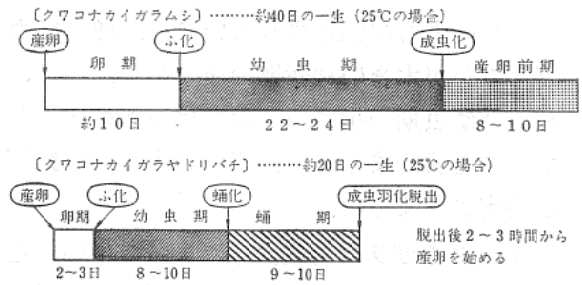 〔クワコナカイガラムシ〕………約40日の一生(25℃の場合)
産卵 ふ化 成虫化
卵期 幼虫期 産卵前期
約10日 22～24日 8～10日
〔クワコナカイガラヤドリバチ〕………約20日の一生(25℃の場合)
産卵 ふ化 蛹化 成虫羽化脱出
卵期 幼虫期 蛹期
2～3日 8～10日 9～10日
脱出後2～3時間から
産卵を始める